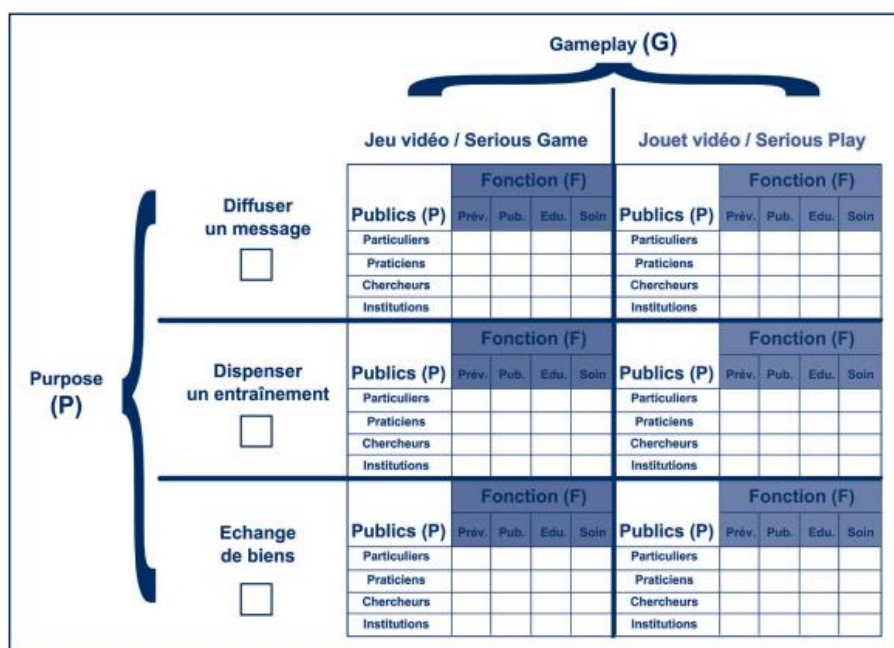 Gameplay (G)
Jeu vidéo / Serious Game
Jouet vidéo / Serious Play
Purpose
(P)
Diffuser
un message
Fonction (F)
Publics (P) Prév. Pub. Edu. Soin
Particuliers
Praticiens
Chercheurs
Institutions
Fonction (F)
Publics (P) Prév. Pub. Edu. Soin
Particuliers
Praticiens
Chercheurs
Institutions
Dispenser
un entraînement
Fonction (F)
Publics (P) Prév. Pub. Edu. Soin
Particuliers
Praticiens
Chercheurs
Institutions
Fonction (F)
Publics (P) Prév. Pub. Edu. Soin
Particuliers
Praticiens
Chercheurs
Institutions
Echange
de biens
Fonction (F)
Publics (P) Prév. Pub. Edu. Soin
Particuliers
Praticiens
Chercheurs
Institutions
Fonction (F)
Publics (P) Prév. Pub. Edu. Soin
Particuliers
Praticiens
Chercheurs
Institutions